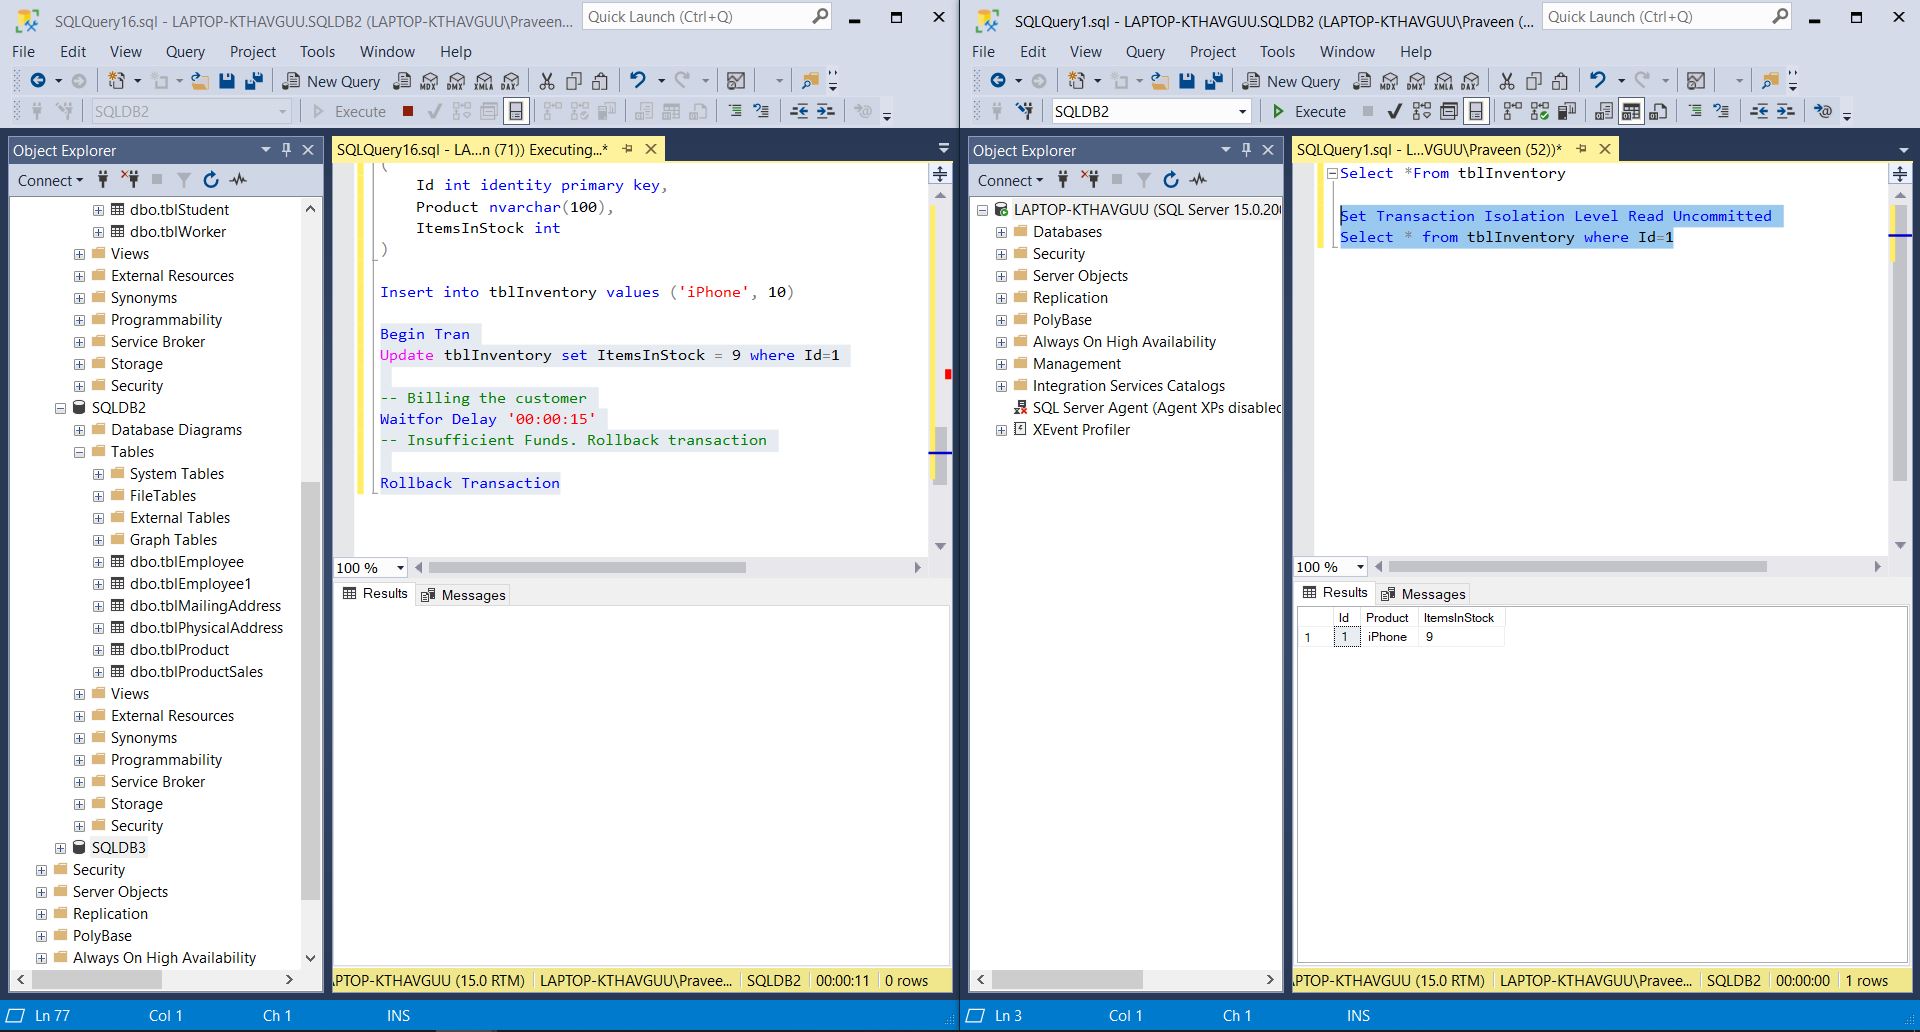 SQLQuery16.sql - LAPTOP-KTHAVGUU.SQLDB2 (LAPTOP-KTHAVGUU\Praveen...
Quick Launch (Ctrl+Q)
File Edit View Query Project Tools Window Help
New Query MDX DMX XMLA DAX
SQLDB2 Execute
Object Explorer
Connect
dbo.tblStudent
dbo.tblWorker
Views
External Resources
Synonyms
Programmability
Service Broker
Storage
Security
SQLDB2
Database Diagrams
Tables
System Tables
FileTables
External Tables
Graph Tables
dbo.tblEmployee
dbo.tblEmployee1
dbo.tblMailingAddress
dbo.tblPhysicalAddress
dbo.tblProduct
dbo.tblProductSales
Views
External Resources
Synonyms
Programmability
Service Broker
Storage
Security
SQLDB3
Security
Server Objects
Replication
PolyBase
Always On High Availability
SQLQuery16.sql - LA...n (71)) Executing...*
(
Id int identity primary key,
Product nvarchar(100),
ItemsInStock int
)
Insert into tblInventory values ('iPhone', 10)
Begin Tran
Update tblInventory set ItemsInStock = 9 where Id=1
-- Billing the customer
Waitfor Delay '00:00:15'
-- Insufficient Funds. Rollback transaction
Rollback Transaction
100 %
Results Messages
PTOP-KTHAVGUU (15.0 RTM) LAPTOP-KTHAVGUU\Pravee... SQLDB2 00:00:11 0 rows
Ln 77 Col 1 Ch 1 INS
SQLQuery1.sql - LAPTOP-KTHAVGUU.SQLDB2 (LAPTOP-KTHAVGUU\Praveen (...
Quick Launch (Ctrl+Q)
File Edit View Query Project Tools Window Help
New Query MDX DMX XMLA DAX
SQLDB2 Execute
Object Explorer
Connect
LAPTOP-KTHAVGUU (SQL Server 15.0.200
Databases
Security
Server Objects
Replication
PolyBase
Always On High Availability
Management
Integration Services Catalogs
SQL Server Agent (Agent XPs disabled
XEvent Profiler
SQLQuery1.sql - L...VGUU\Praveen (52))*
Select *From tblInventory
Set Transaction Isolation Level Read Uncommitted
Select * from tblInventory where Id=1
100 %
Results Messages
Id Product ItemsInStock
1 1 iPhone 9
PTOP-KTHAVGUU (15.0 RTM) LAPTOP-KTHAVGUU\Pravee... SQLDB2 00:00:00 1 rows
Ln 3 Col 1 Ch 1 INS